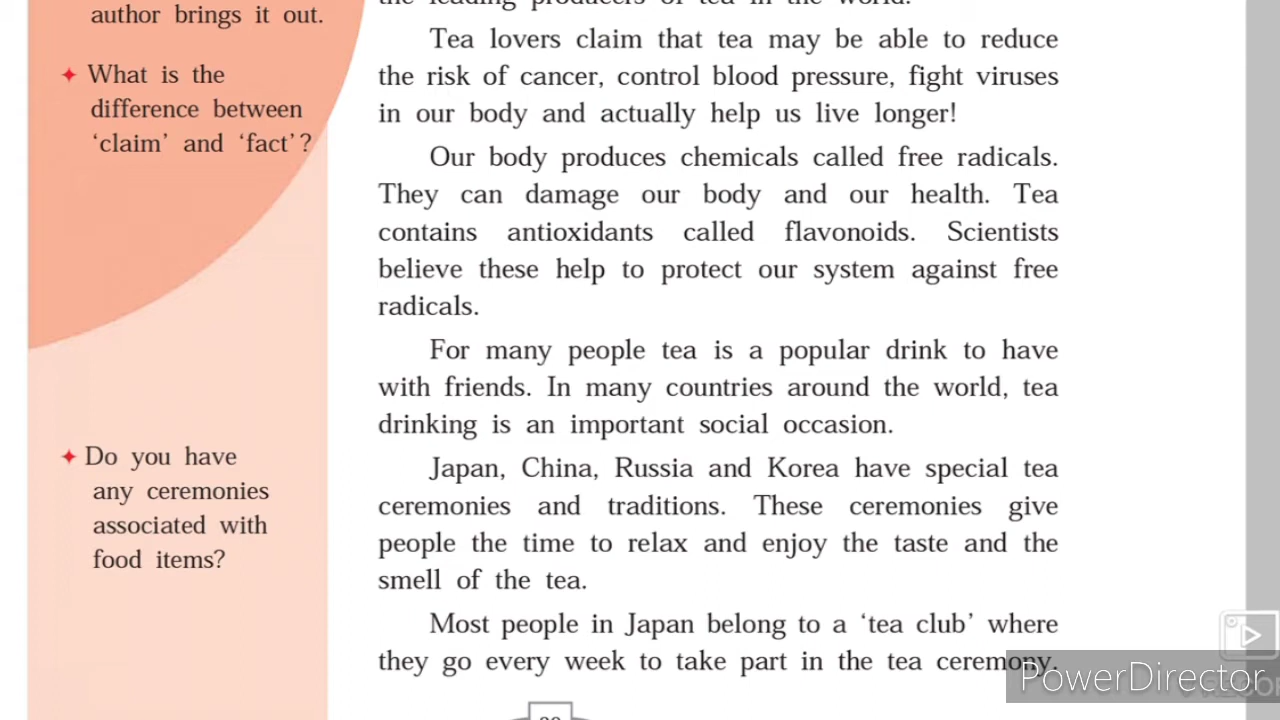 author brings it out.
What is the
difference between
‘claim’ and ‘fact’?
Do you have
any ceremonies
associated with
food items?
the leading producers of tea in the world.
Tea lovers claim that tea may be able to reduce
the risk of cancer, control blood pressure, fight viruses
in our body and actually help us live longer!
Our body produces chemicals called free radicals.
They can damage our body and our health. Tea
contains antioxidants called flavonoids. Scientists
believe these help to protect our system against free
radicals.
For many people tea is a popular drink to have
with friends. In many countries around the world, tea
drinking is an important social occasion.
Japan, China, Russia and Korea have special tea
ceremonies and traditions. These ceremonies give
people the time to relax and enjoy the taste and the
smell of the tea.
Most people in Japan belong to a ‘tea club’ where
they go every week to take part in the tea ceremony.
PowerDirector